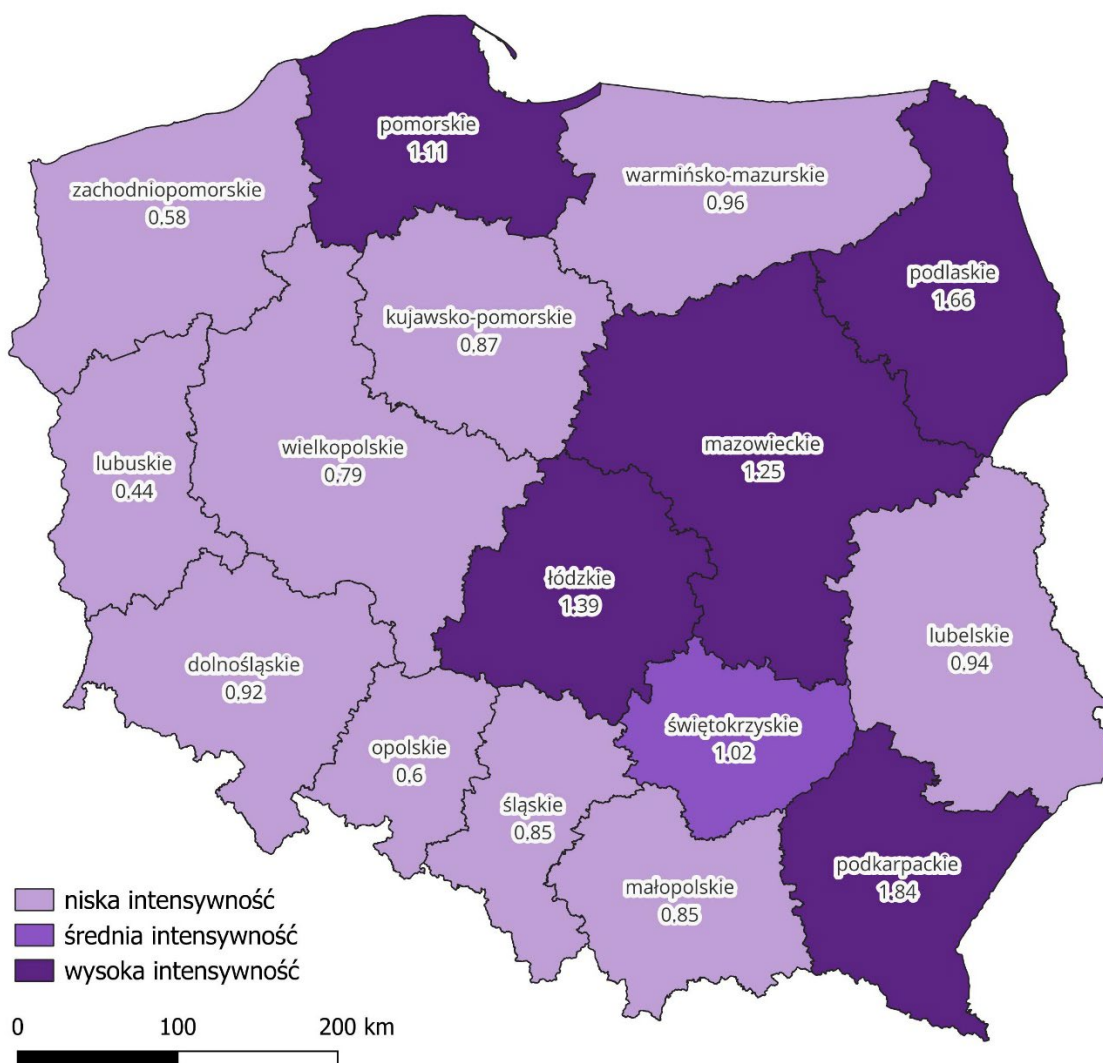 pomorskie
1.11
warmińsko-mazurskie
0.96
zachodniopomorskie
0.58
podlaskie
1.66
kujawsko-pomorskie
0.87
wielkopolskie
0.79
mazowieckie
1.25
lubuskie
0.44
łódzkie
1.39
lubelskie
0.94
dolnośląskie
0.92
świętokrzyskie
1.02
opolskie
0.6
śląskie
0.85
małopolskie
0.85
podkarpackie
1.84
niska intensywność
średnia intensywność
wysoka intensywność
0 100 200 km